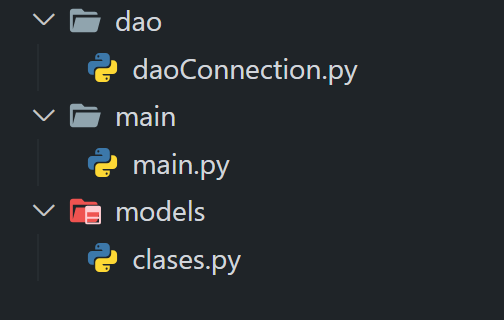 dao
daoConnection.py
main
main.py
models
clases.py